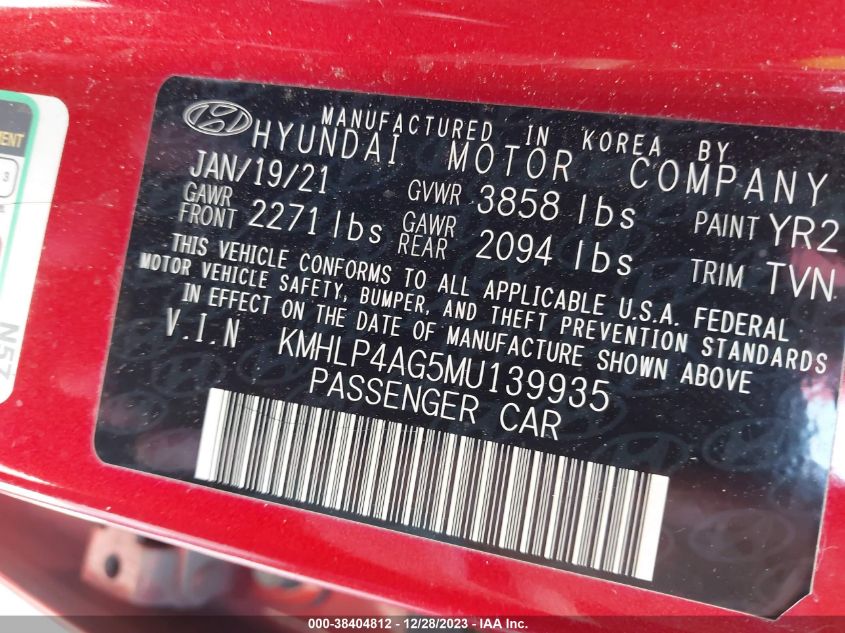 MANUFACTURED IN KOREA BY
HYUNDAI MOTOR COMPANY
JAN/19/21 GVWR 3858 lbs PAINT YR2
GAWR FRONT 2271 lbs GAWR REAR 2094 lbs TRIM TVN
THIS VEHICLE CONFORMS TO ALL APPLICABLE U.S.A. FEDERAL
MOTOR VEHICLE SAFETY, BUMPER, AND THEFT PREVENTION STANDARDS
IN EFFECT ON THE DATE OF MANUFACTURE SHOWN ABOVE
V.I.N KMHLP4AG5MU139935
PASSENGER CAR
MENT
3
N57
000-38404812 - 12/28/2023 - IAA Inc.